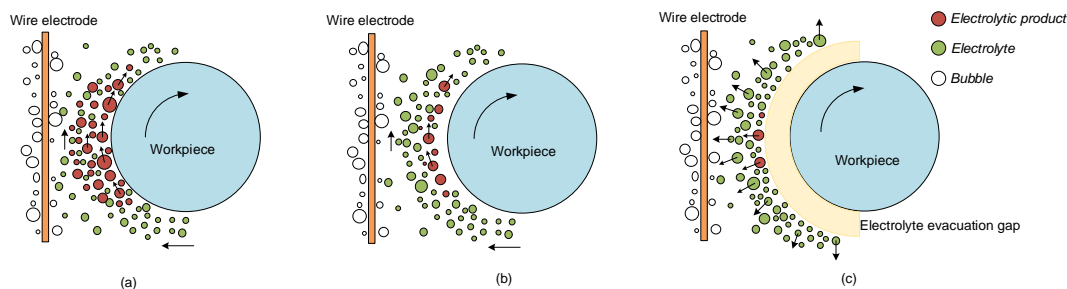 Wire electrode
Workpiece
(a)
Wire electrode
Workpiece
(b)
Wire electrode
Workpiece
Electrolyte evacuation gap
(c)
Electrolytic product
Electrolyte
Bubble